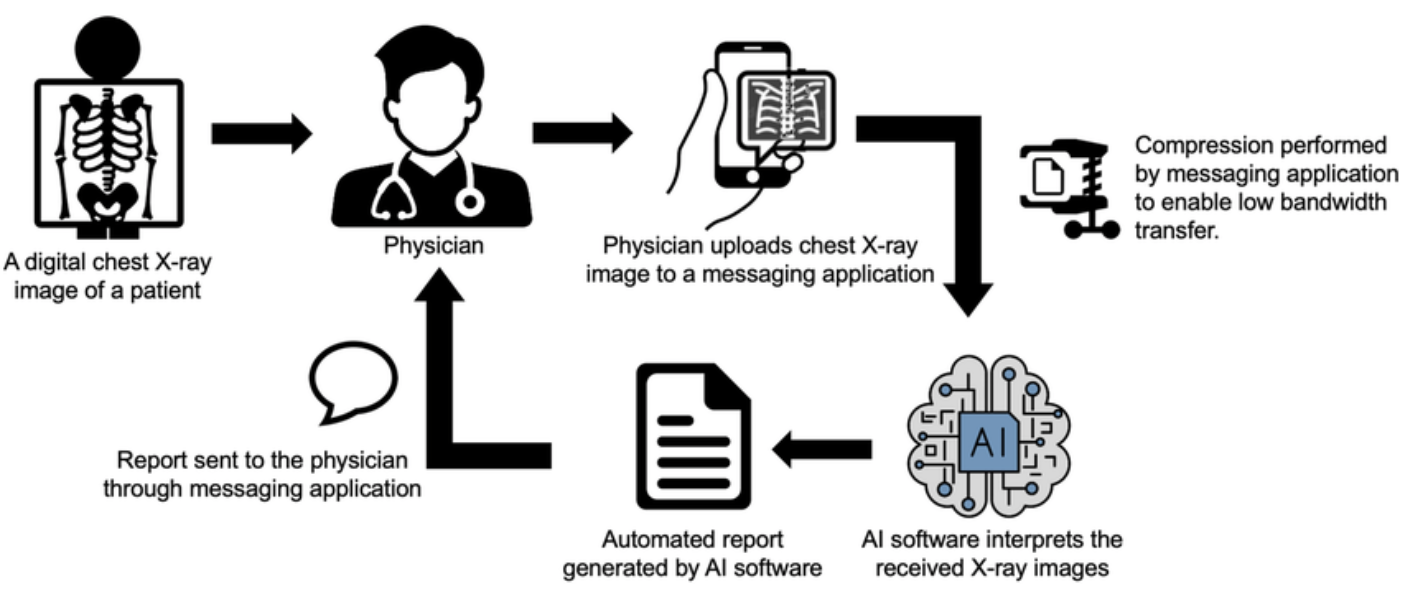 A digital chest X-ray
image of a patient
Physician
Physician uploads chest X-ray
image to a messaging application
Compression performed
by messaging application
to enable low bandwidth
transfer.
AI
AI software interprets the
received X-ray images
Automated report
generated by AI software
Report sent to the physician
through messaging application